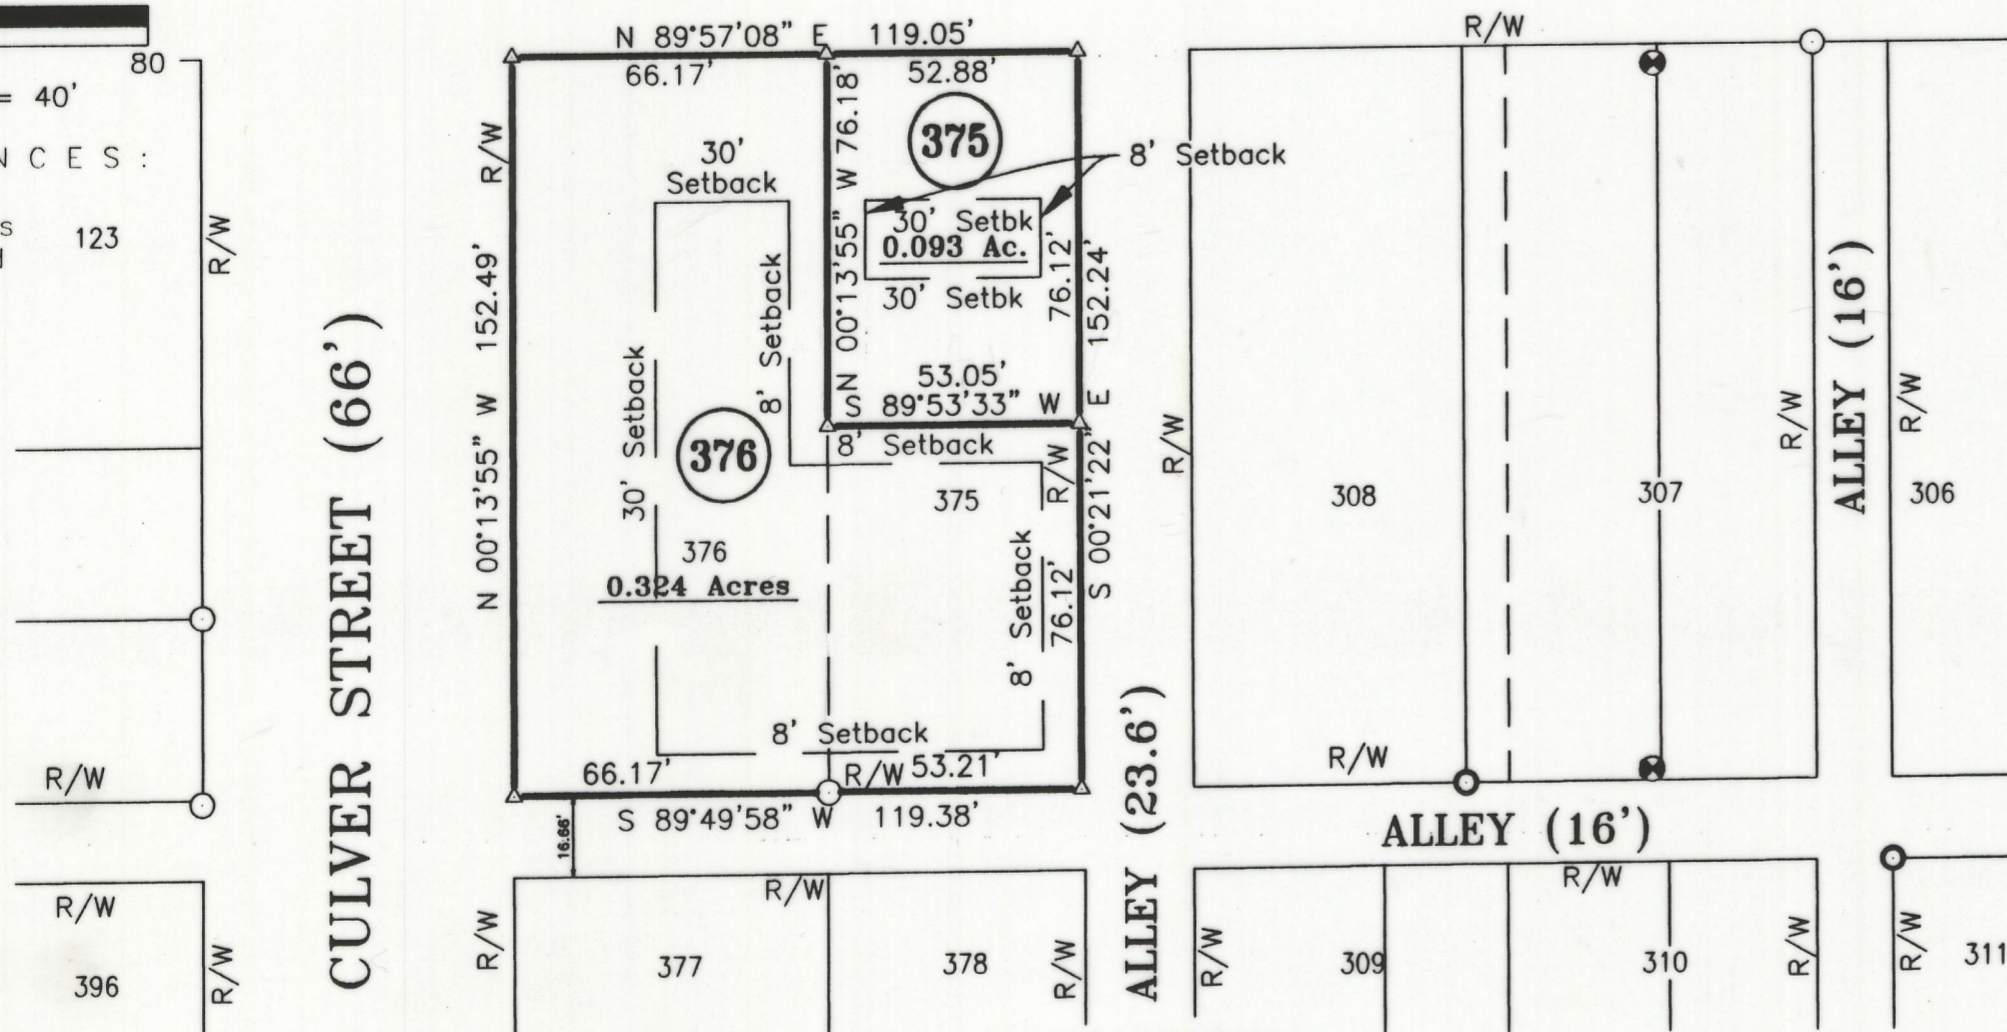 80
= 40'
N C E S :
S
123
R/W
R/W
R/W
R/W
396
CULVER STREET (66')
N 89°57'08" E 119.05'
66.17'
52.88'
R/W
N 00°13'55" W 152.49'
30'
Setback
8' Setback
30' Setback
376
376
0.324 Acres
N 00°13'55" W 76.18'
375
8' Setback
30' Setbk
0.093 Ac.
30' Setbk
76.12'
S 00°21'22" E 152.24'
53.05'
S 89°53'33" W
8' Setback
R/W
375
8' Setback
76.12'
8' Setback
66.17'
R/W 53.21'
S 89°49'58" W 119.38'
16.66'
R/W
R/W
377
378
R/W
ALLEY (23.6')
R/W
R/W
308
307
R/W
ALLEY (16')
R/W
306
R/W
ALLEY (16')
R/W
R/W
309
310
R/W
R/W
311